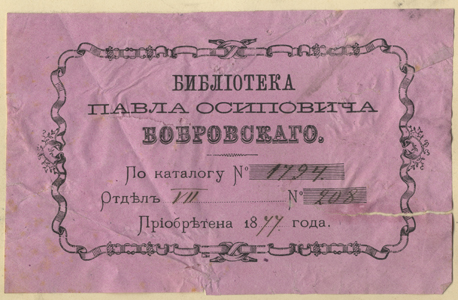 БИБЛІОТЕКА
ПАВЛА ОСИПОВИЧА
БОБРОВСКАГО.
По каталогу № 1794
Отдѣлъ VII № 208
Пріобрѣтена 1877 года.